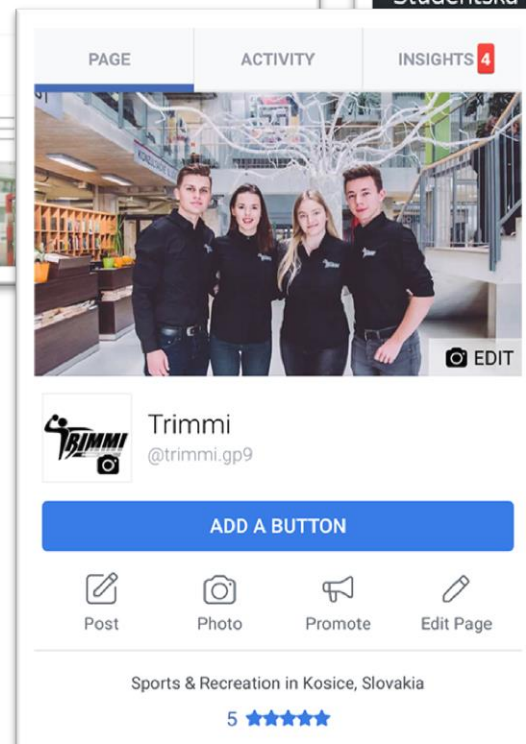 PAGE
ACTIVITY
INSIGHTS 4
EDIT
TRIMMI
Trimmi
@trimmi.gp9
ADD A BUTTON
Post
Photo
Promote
Edit Page
Sports & Recreation in Kosice, Slovakia
5